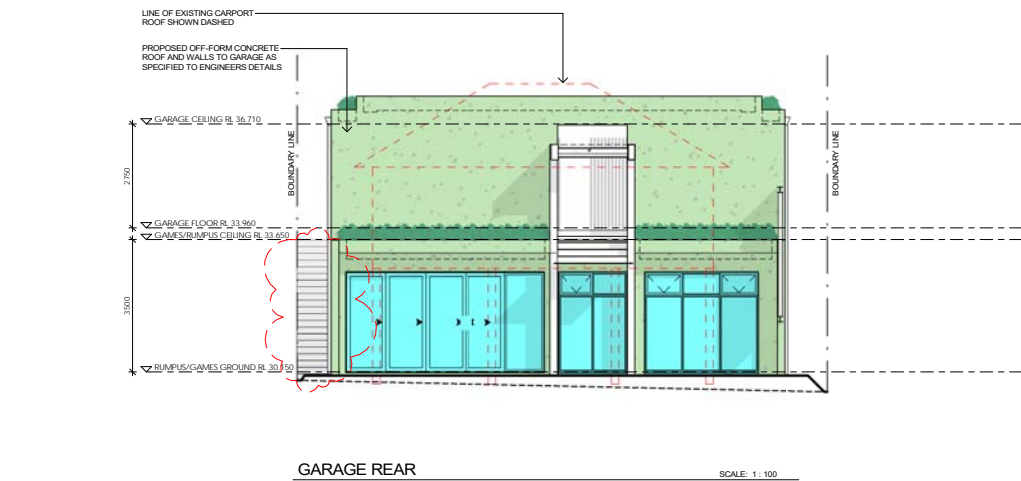 LINE OF EXISTING CARPORT
ROOF SHOWN DASHED
PROPOSED OFF-FORM CONCRETE
ROOF AND WALLS TO GARAGE AS
SPECIFIED TO ENGINEERS DETAILS
GARAGE CEILING RL 36.710
BOUNDARY LINE
BOUNDARY LINE
2750
GARAGE FLOOR RL 33.960
GAMES/RUMPUS CEILING RL 33.650
3500
RUMPUS/GAMES GROUND RL 30.150
GARAGE REAR
SCALE: 1 : 100